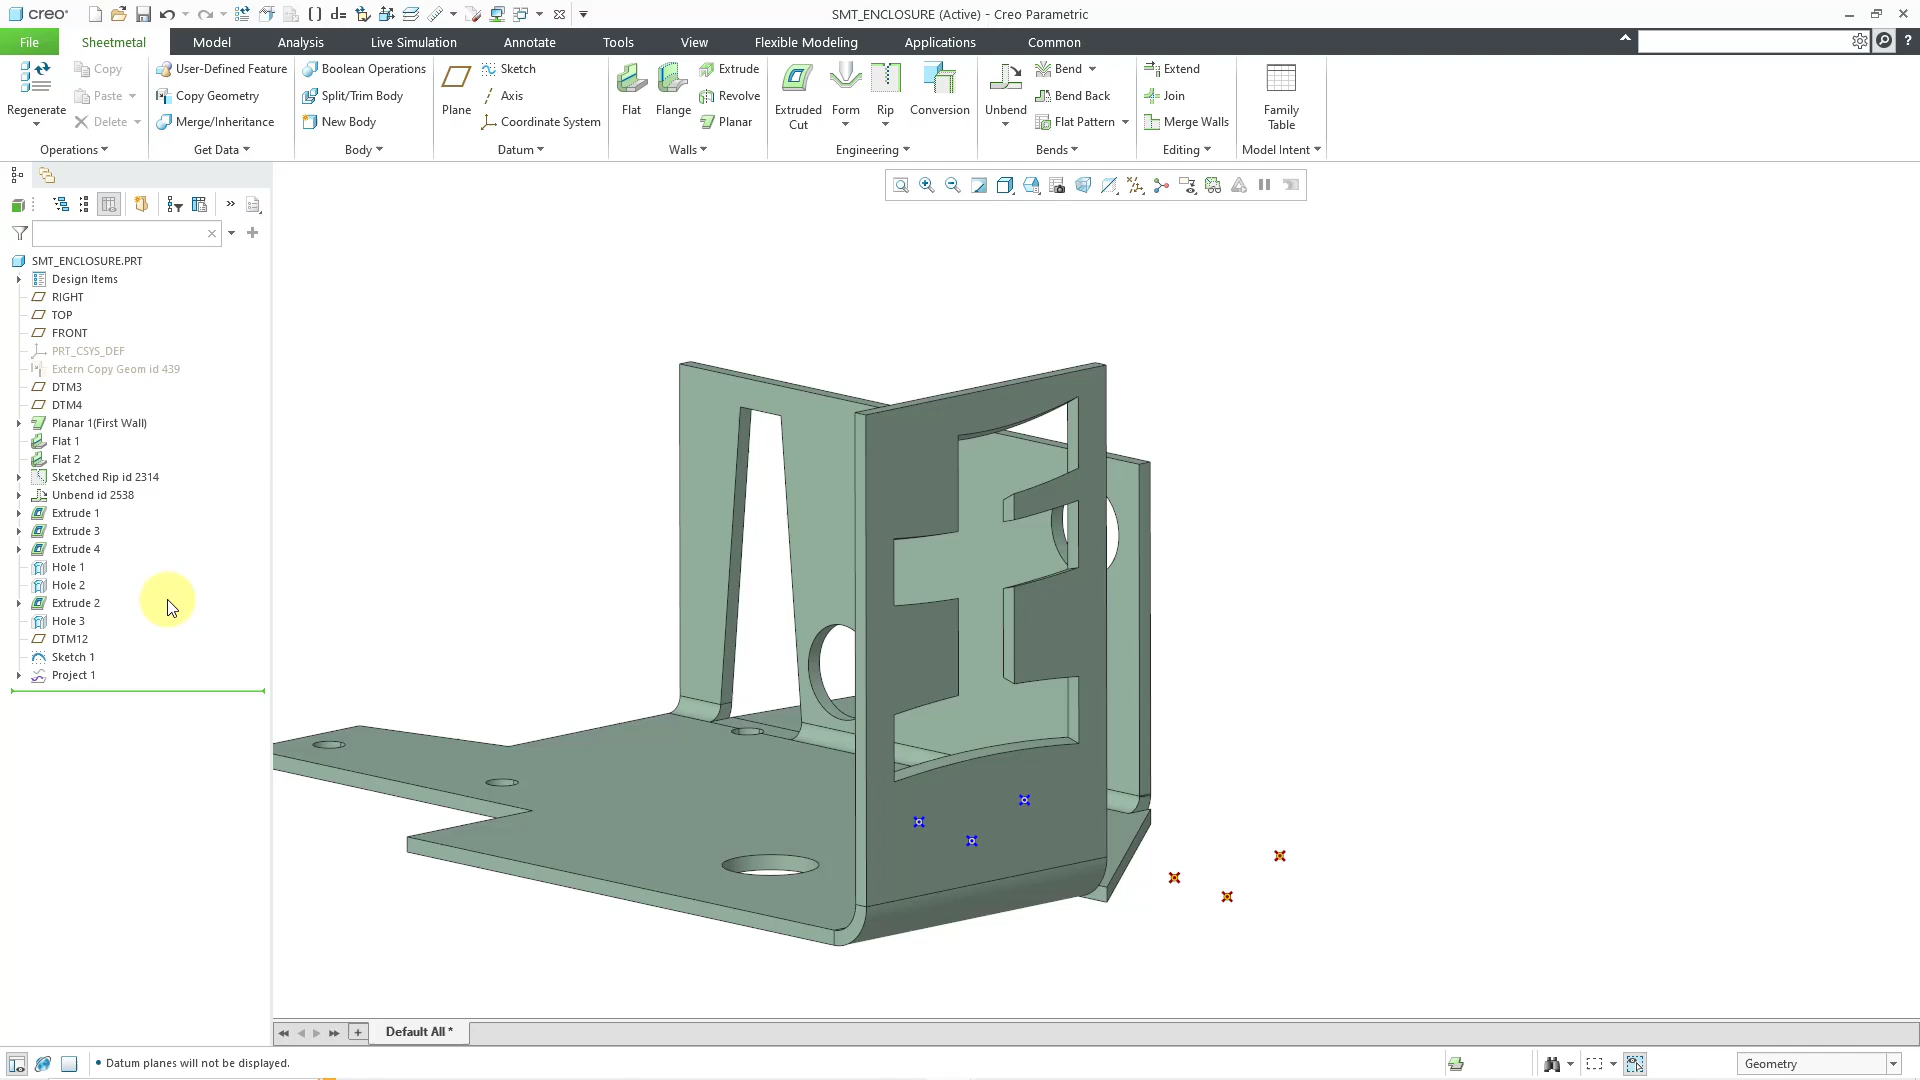 creo
SMT_ENCLOSURE (Active) - Creo Parametric
File
Sheetmetal
Model
Analysis
Live Simulation
Annotate
Tools
View
Flexible Modeling
Applications
Common
Regenerate
Copy
Paste
Delete
Operations
User-Defined Feature
Copy Geometry
Merge/Inheritance
Get Data
Boolean Operations
Split/Trim Body
New Body
Body
Plane
Sketch
Axis
Coordinate System
Datum
Flat
Flange
Extrude
Revolve
Planar
Walls
Extruded
Cut
Form
Rip
Conversion
Engineering
Unbend
Bend
Bend Back
Flat Pattern
Bends
Extend
Join
Merge Walls
Editing
Family
Table
Model Intent
SMT_ENCLOSURE.PRT
Design Items
RIGHT
TOP
FRONT
PRT_CSYS_DEF
Extern Copy Geom id 439
DTM3
DTM4
Planar 1(First Wall)
Flat 1
Flat 2
Sketched Rip id 2314
Unbend id 2538
Extrude 1
Extrude 3
Extrude 4
Hole 1
Hole 2
Extrude 2
Hole 3
DTM12
Sketch 1
Project 1
Default All *
• Datum planes will not be displayed.
Geometry